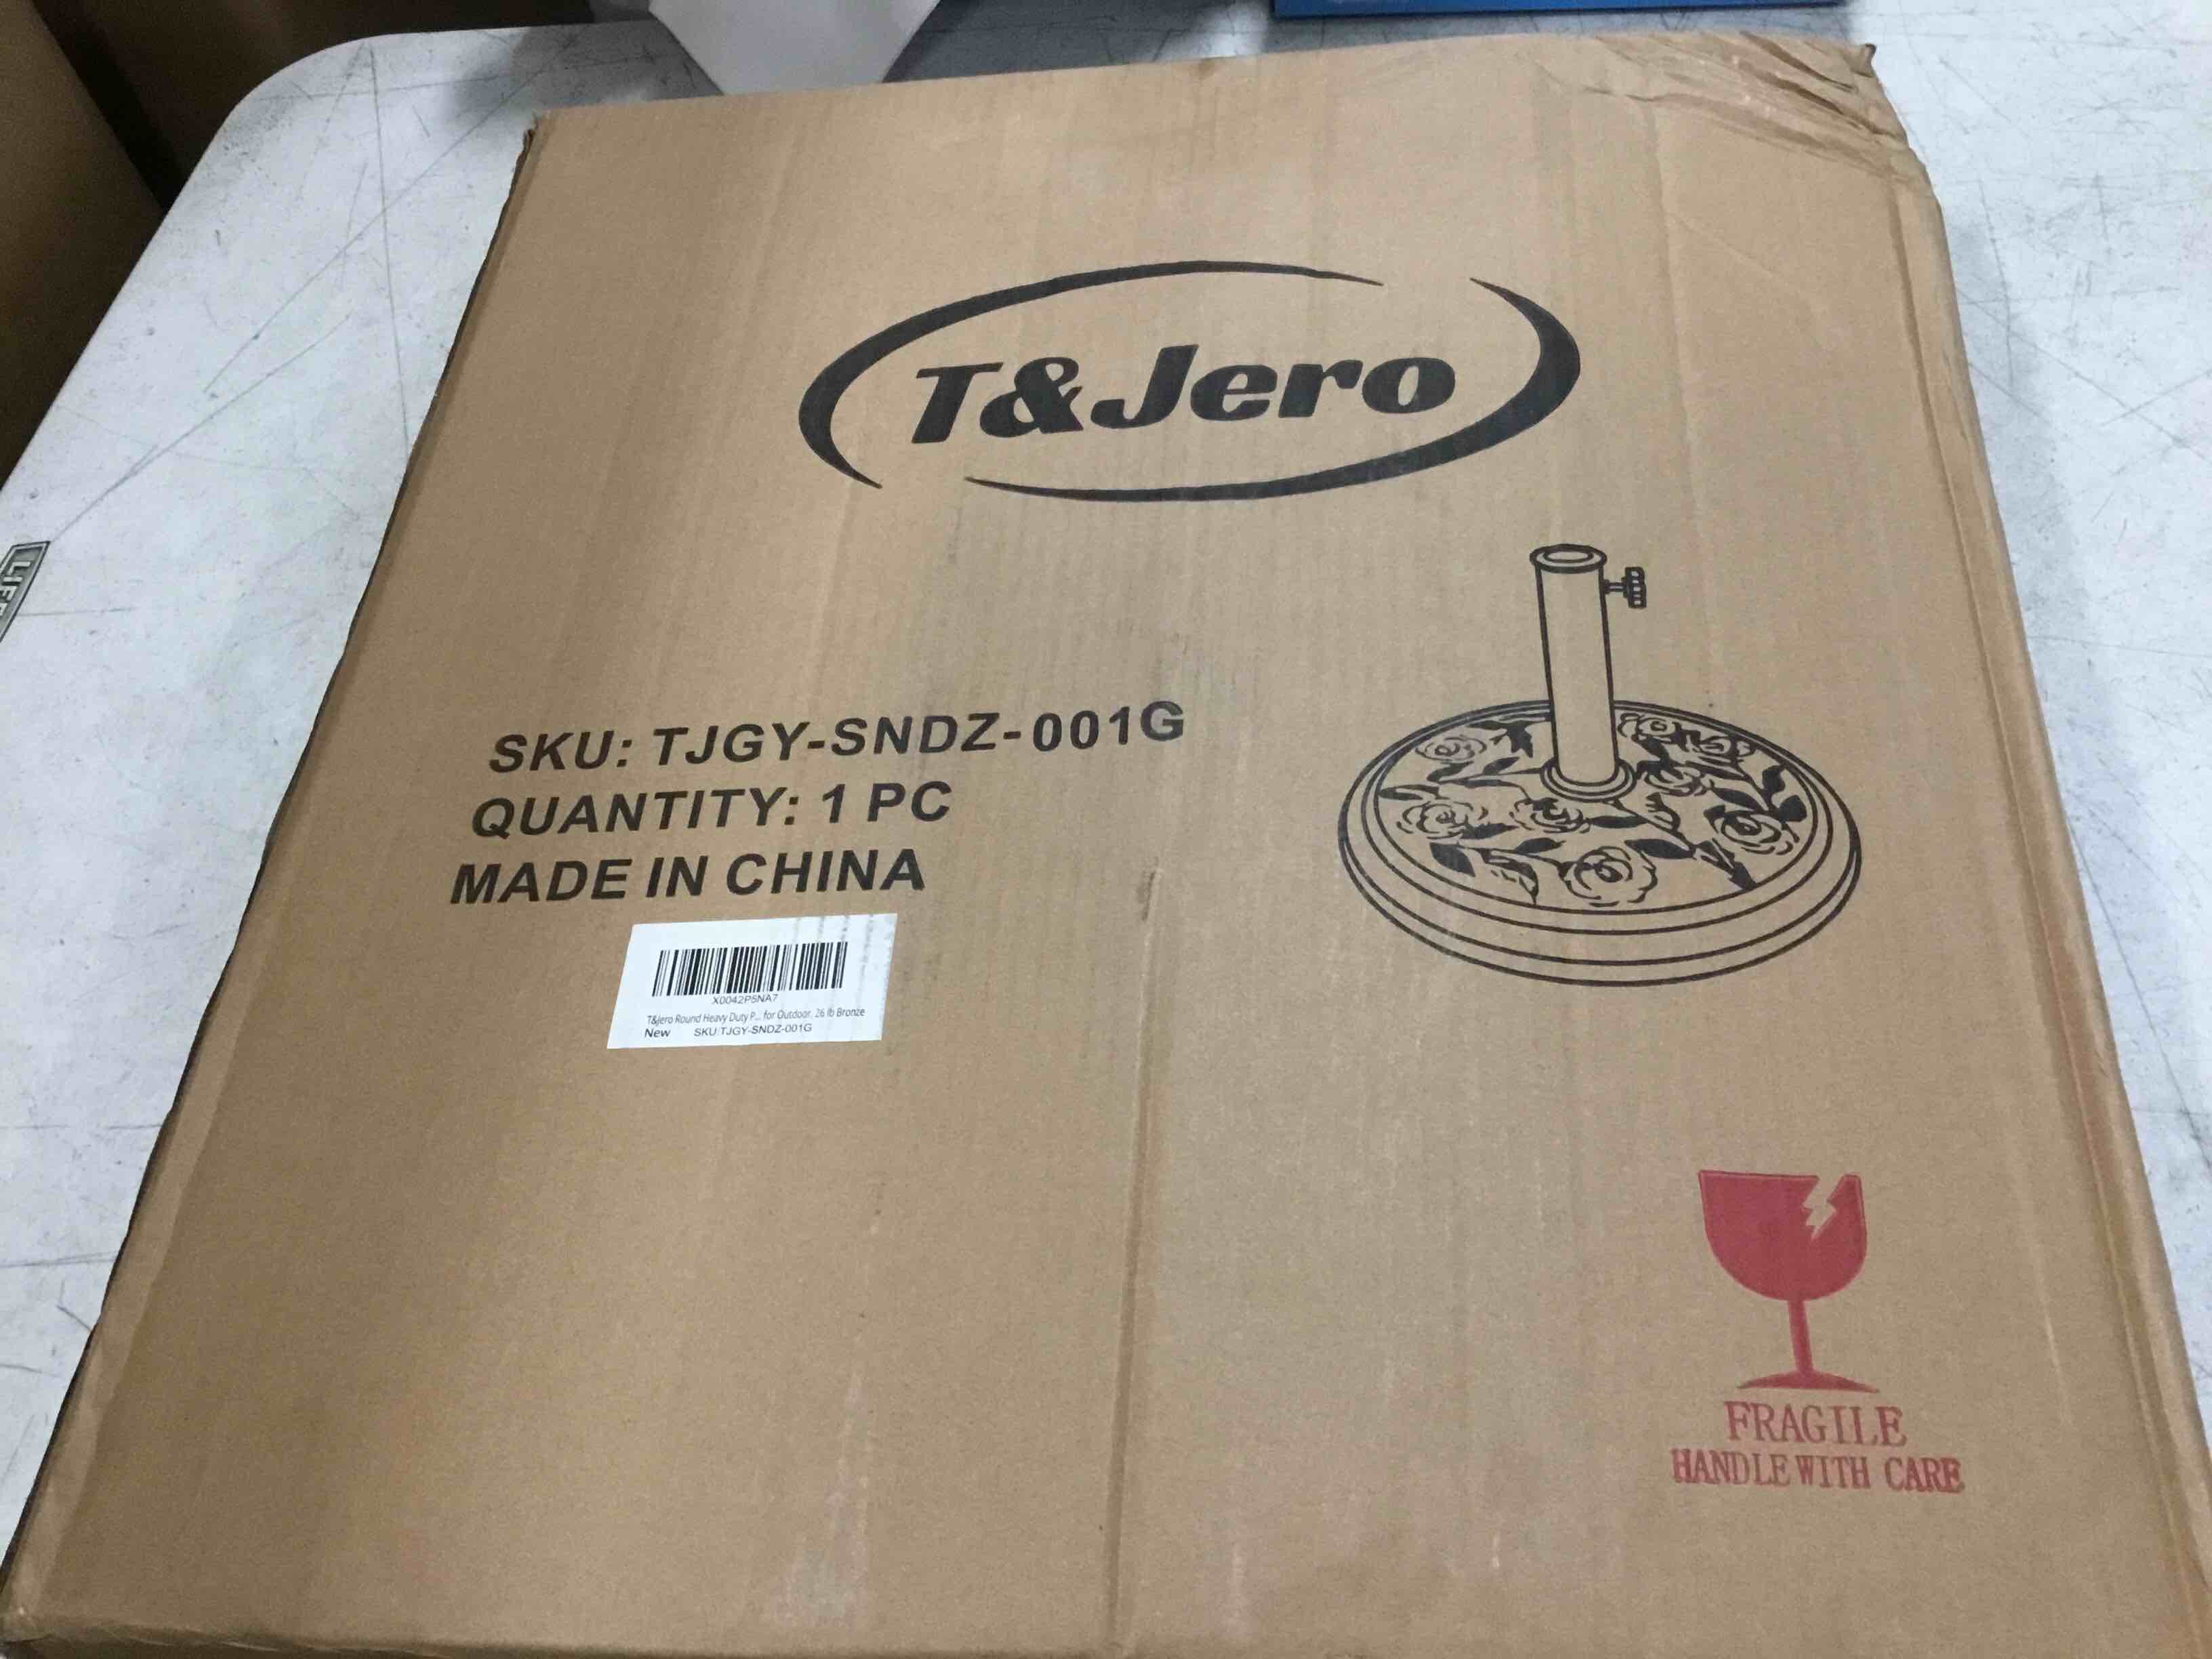 T&Jero
SKU: TJGY-SNDZ-001G
QUANTITY: 1 PC
MADE IN CHINA
X0042P5NA7
T&Jero Round Heavy Duty P... for Outdoor, 26 lb Bronze
New SKU:TJGY-SNDZ-001G
FRAGILE
HANDLE WITH CARE